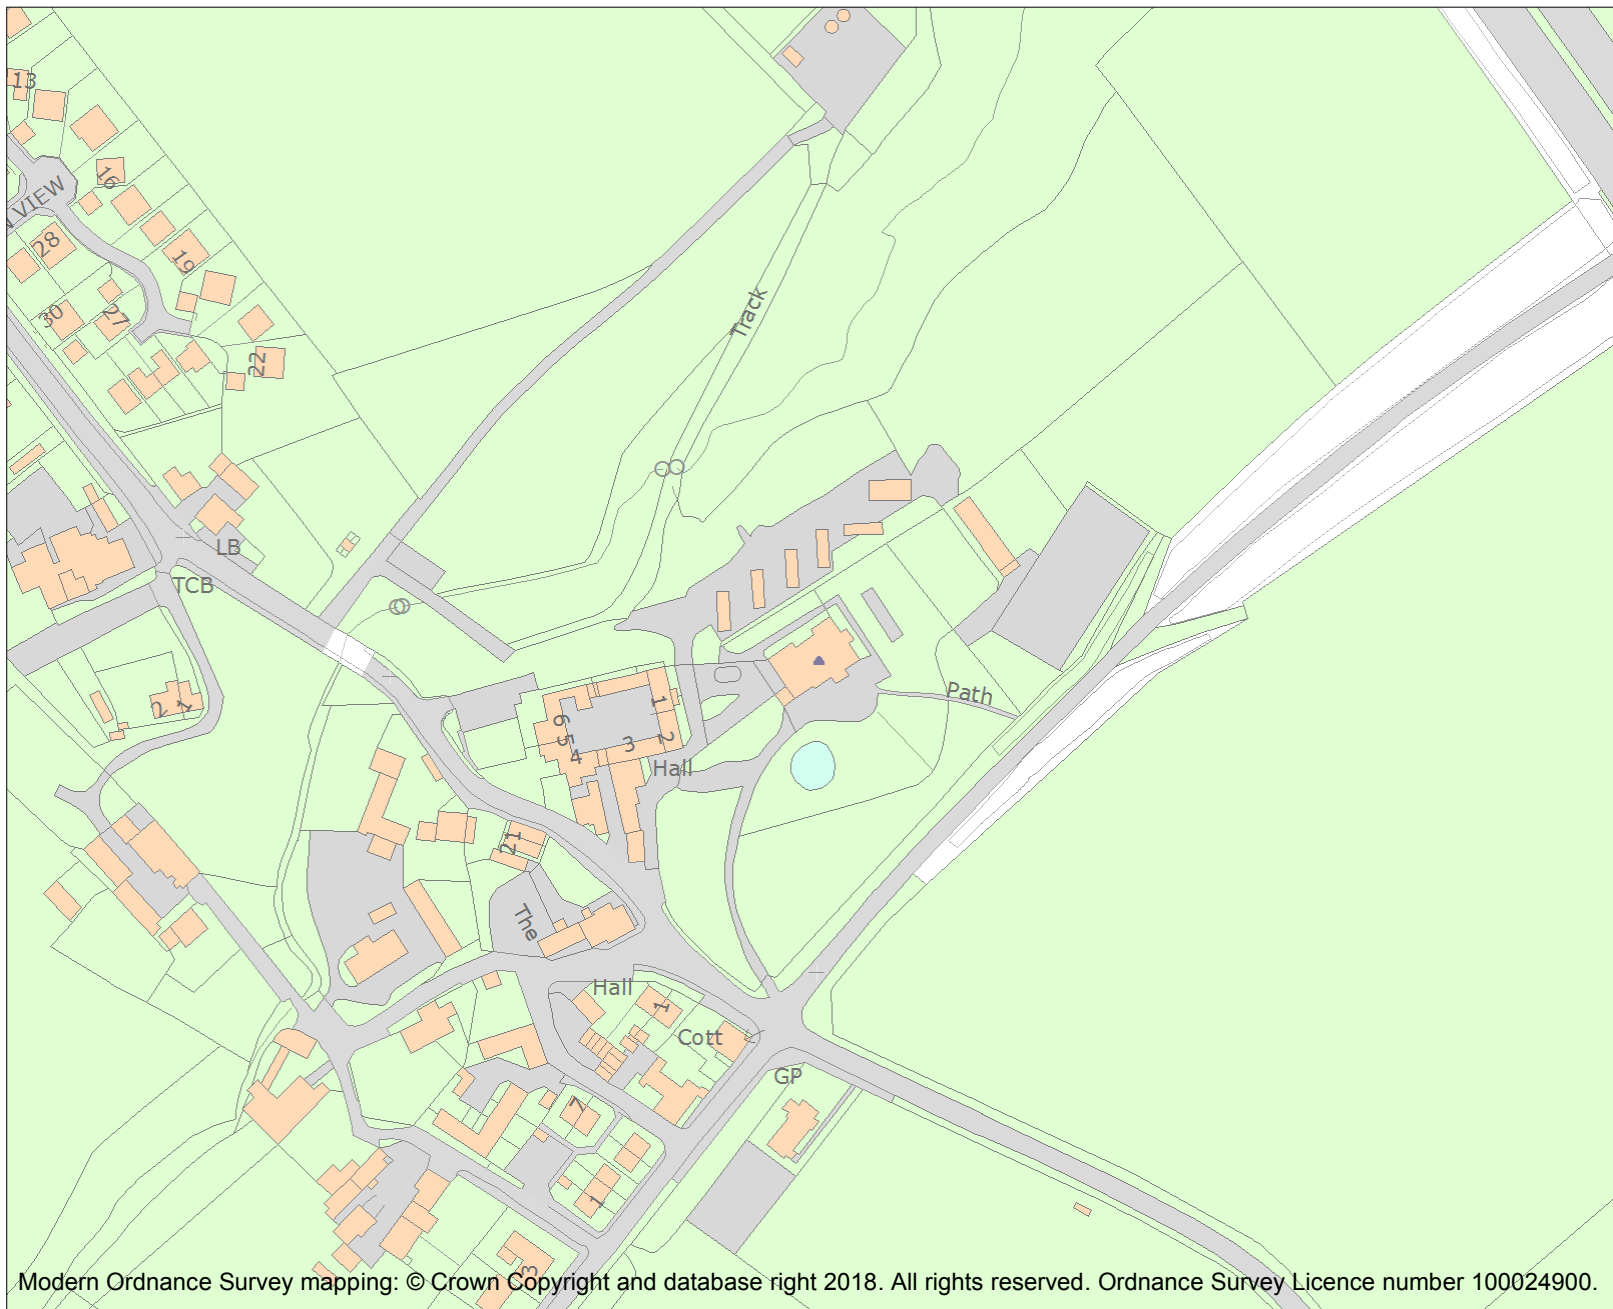 13
16
N VIEW
28
19
30
27
22
Track
LB
TCB
2
1
Path
1
2
3
4
5
6
Hall
21
The
Hall
1
Cott
GP
7
1
3
Modern Ordnance Survey mapping: © Crown Copyright and database right 2018. All rights reserved. Ordnance Survey Licence number 100024900.